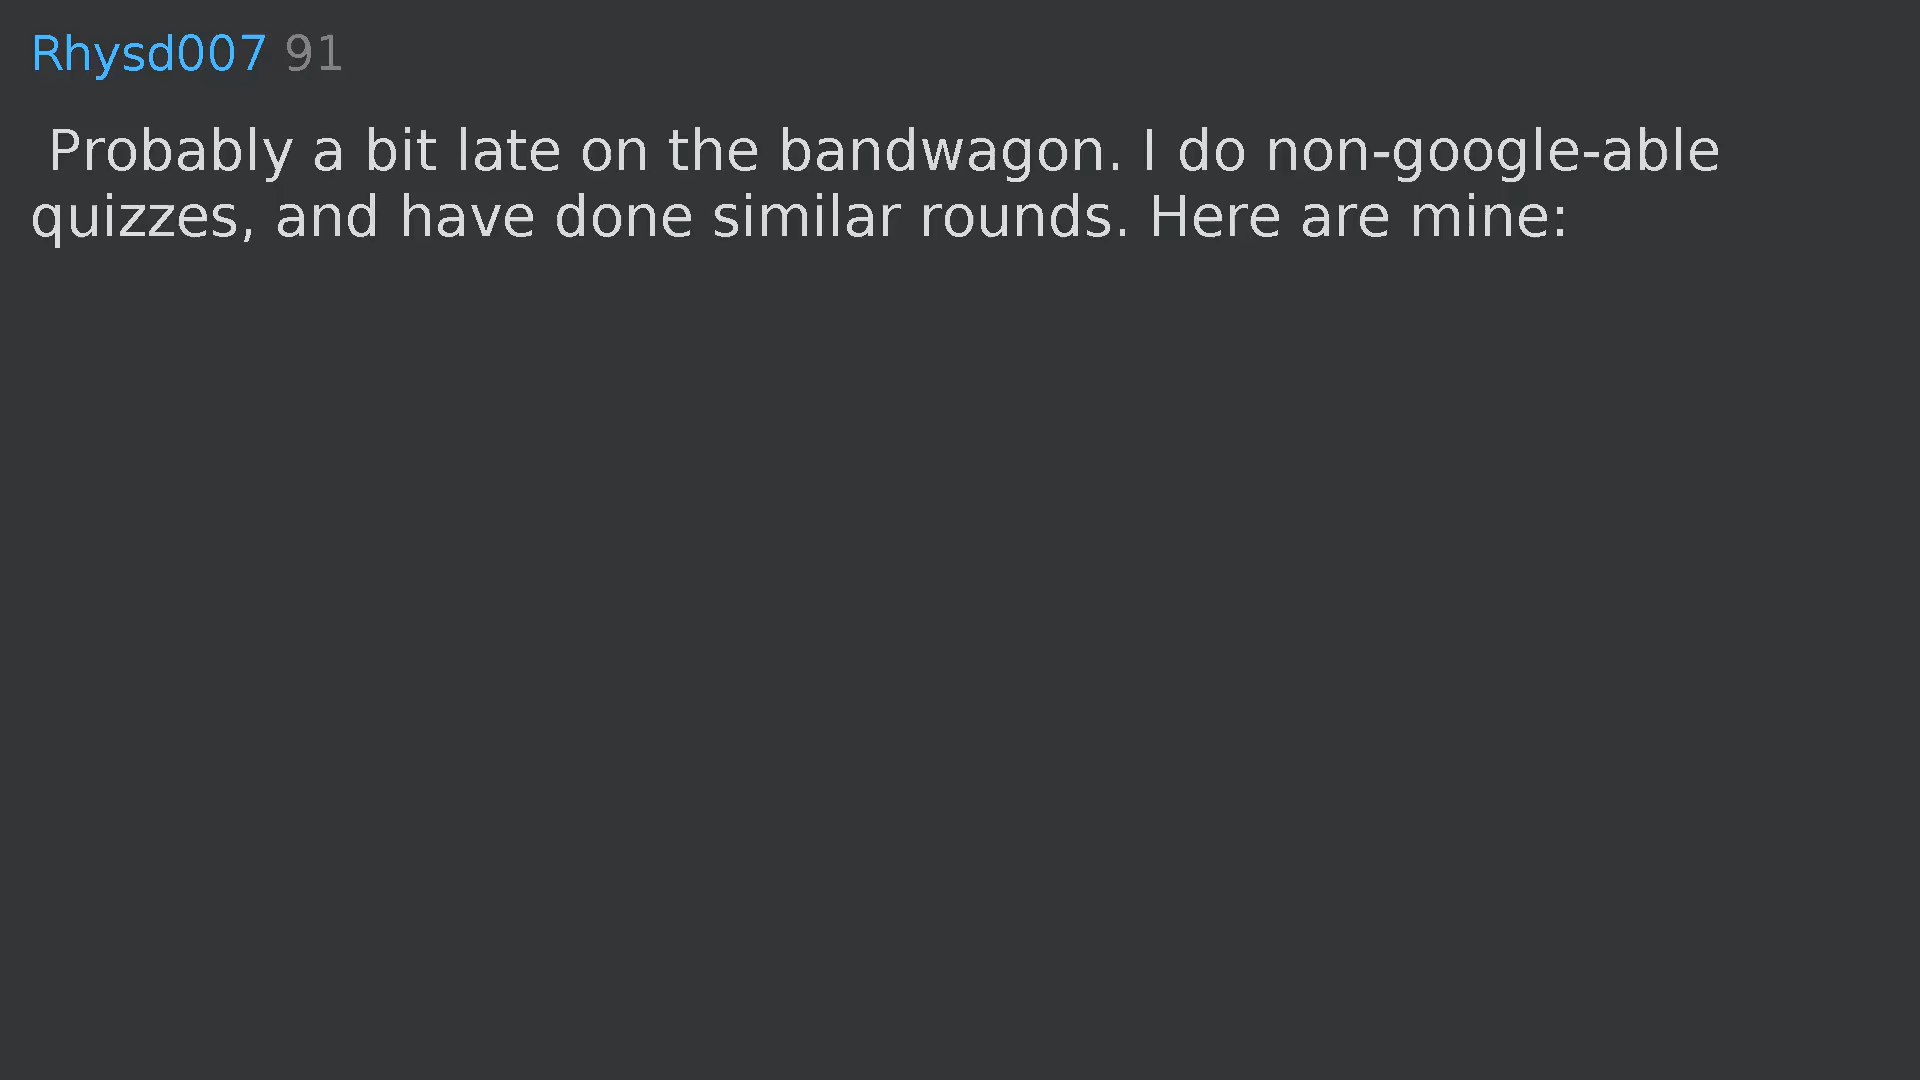 Rhysd007 91
Probably a bit late on the bandwagon. I do non-google-able
quizzes, and have done similar rounds. Here are mine: